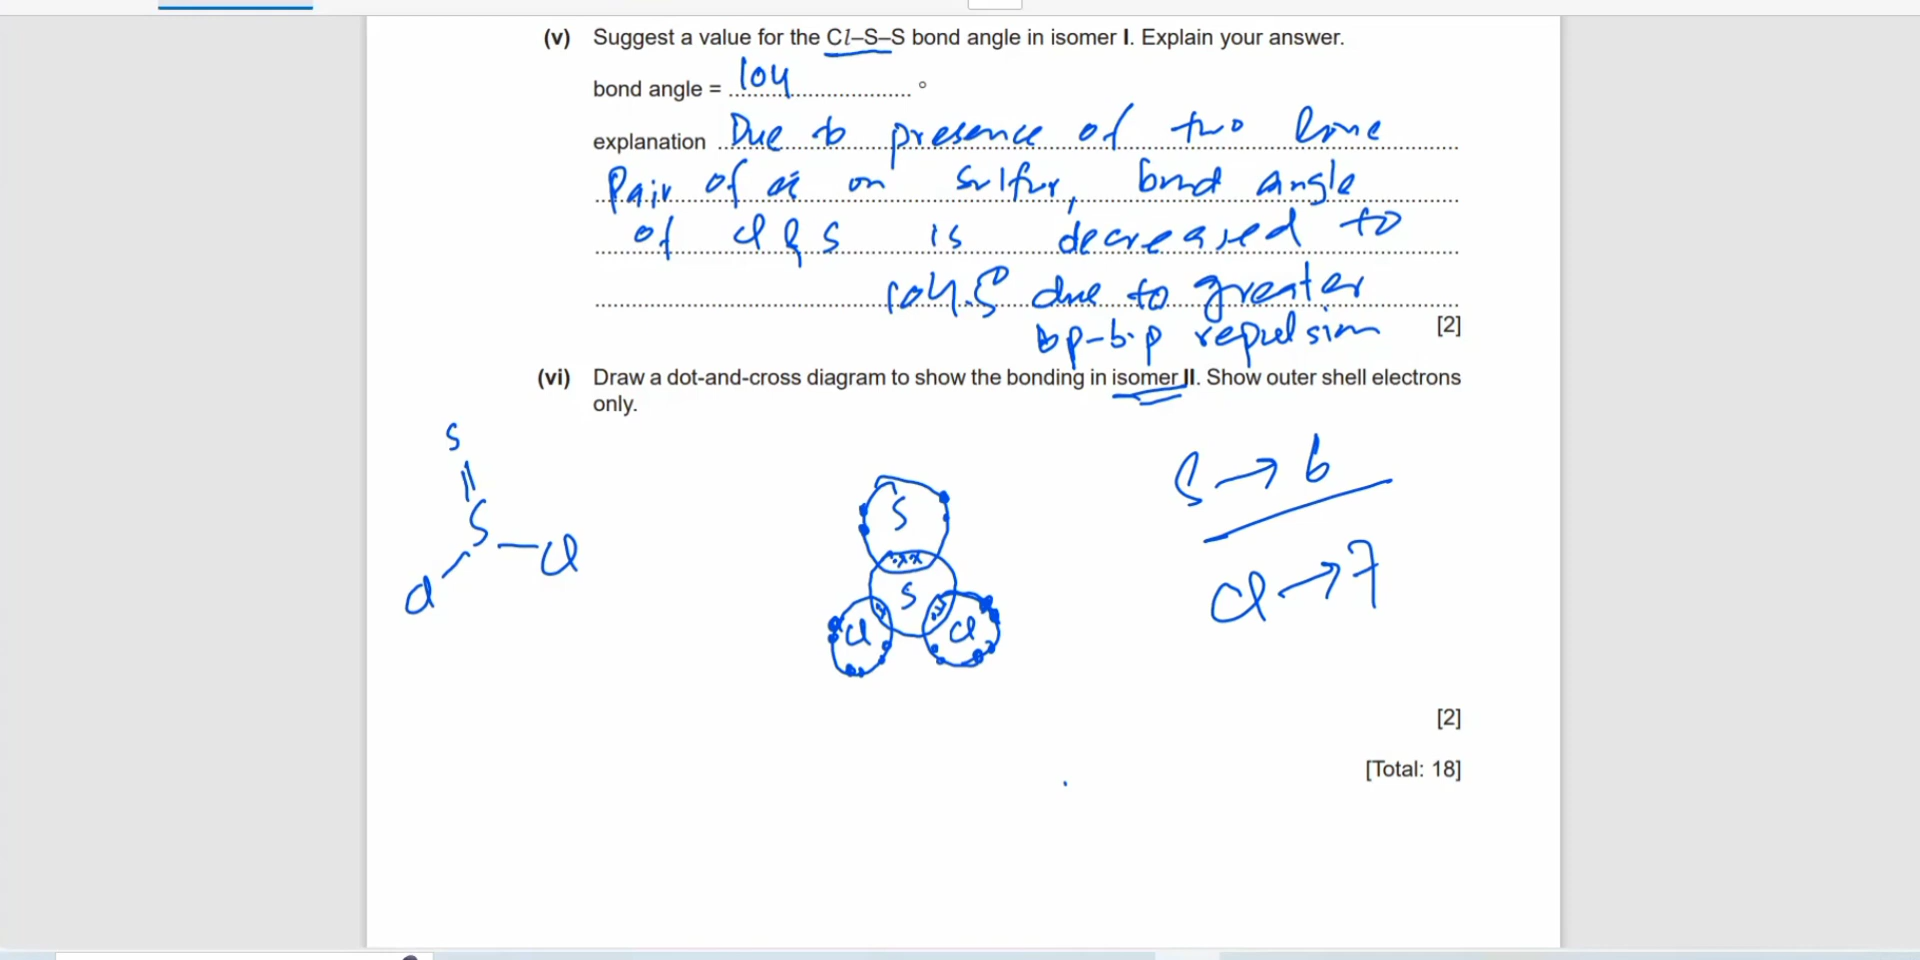 (v) Suggest a value for the Cl–S–S bond angle in isomer I. Explain your answer.
bond angle = 104 °
explanation Due to presence of two lone
Pair of on sulfur, bond angle
of Cl & S is decreased to
104.5° due to greater
bp-b.p repulsion [2]
(vi) Draw a dot-and-cross diagram to show the bonding in isomer II. Show outer shell electrons
only.
S
S
Cl
Cl
S
S
Cl
Cl
S → 6
Cl → 7
[2]
[Total: 18]